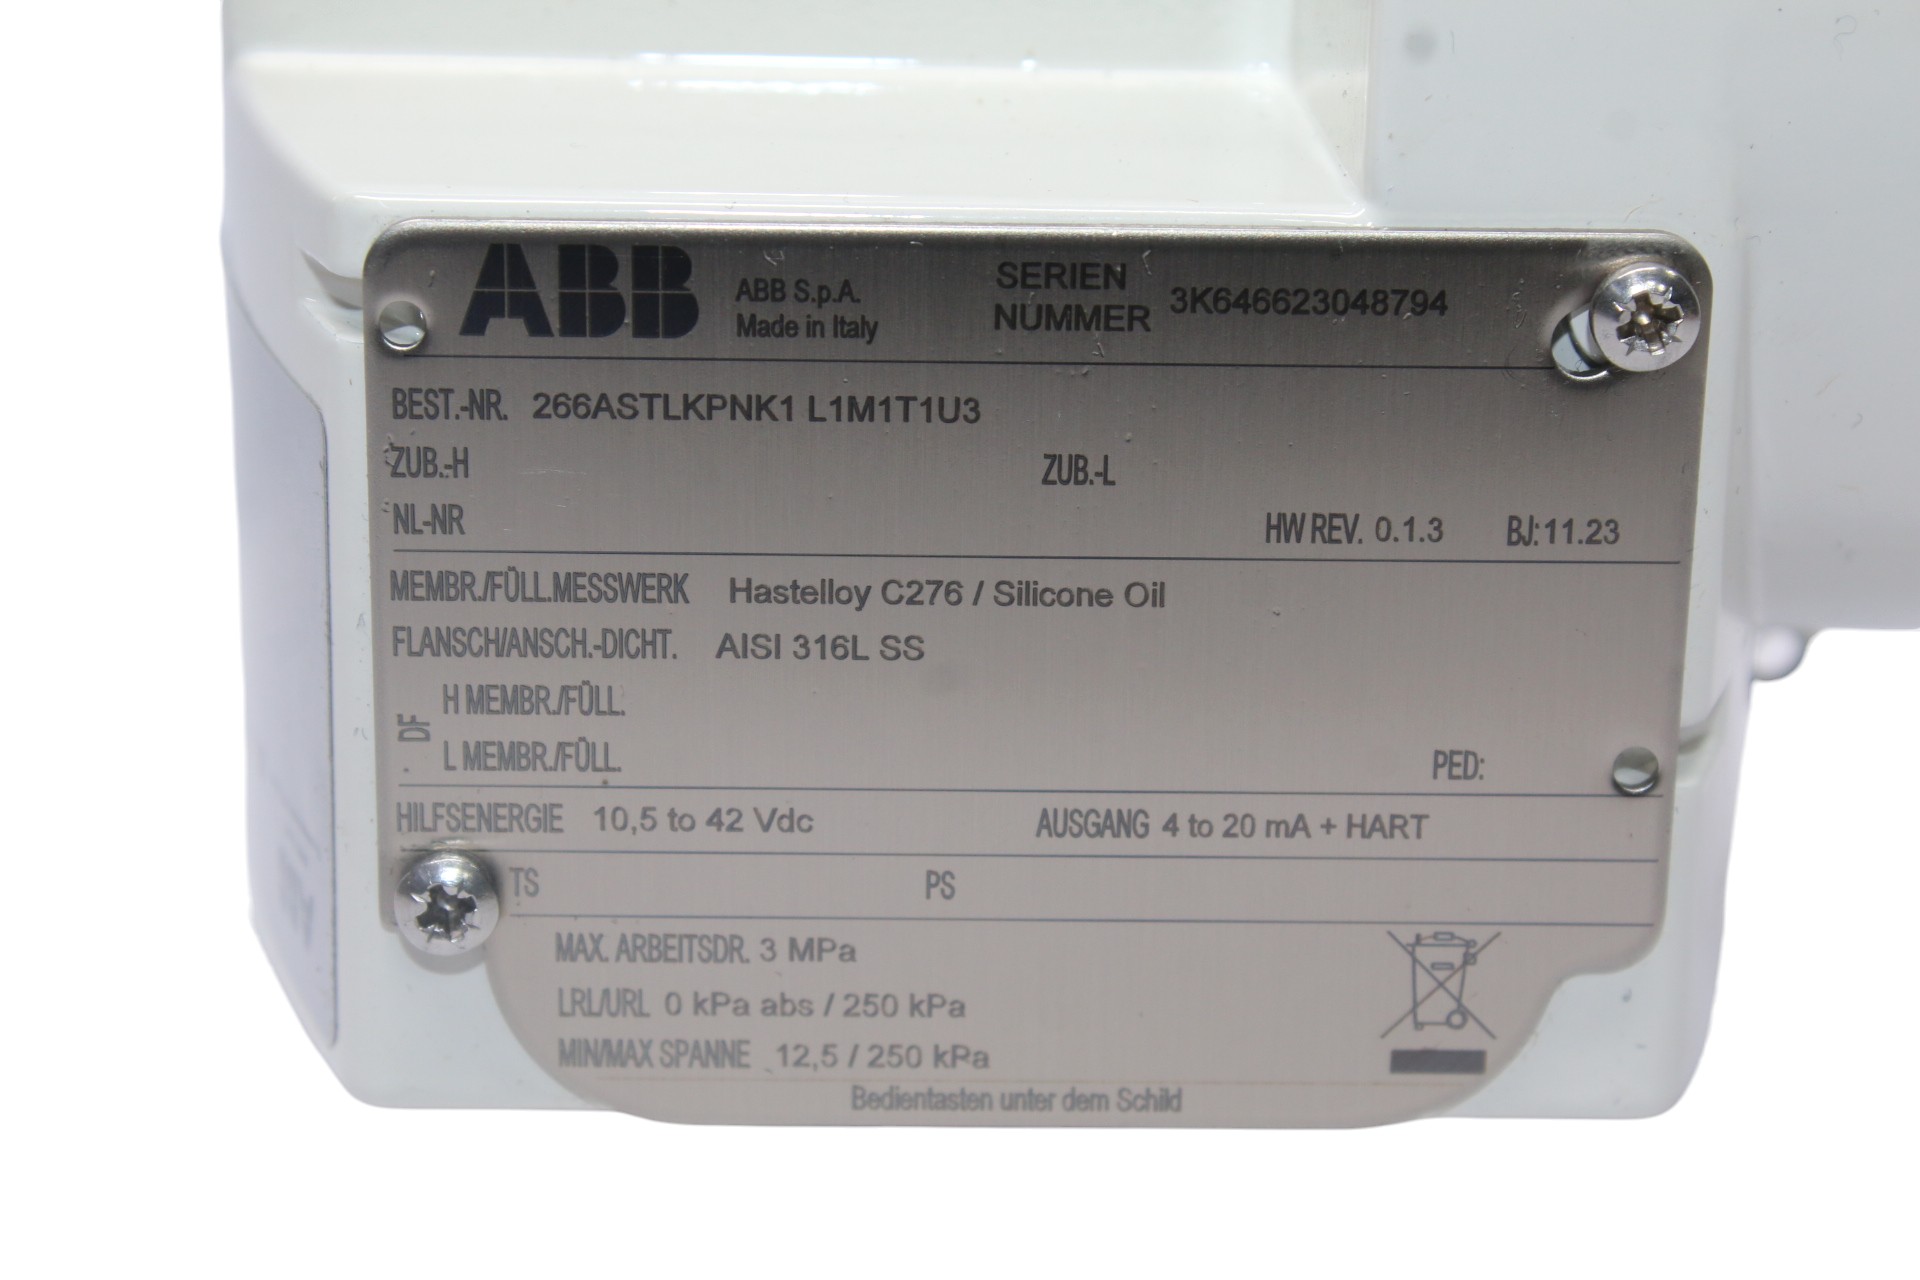 ABB
ABB S.p.A.
Made in Italy
SERIEN
NUMMER 3K646623048794
BEST.-NR. 266ASTLKPNK1 L1M1T1U3
ZUB.-H ZUB.-L
NL-NR HW REV. 0.1.3 BJ: 11.23
MEMBR./FÜLL.MESSWERK Hastelloy C276 / Silicone Oil
FLANSCH/ANSCH.-DICHT. AISI 316L SS
DF
H MEMBR./FÜLL.
L MEMBR./FÜLL. PED:
HILFSENERGIE 10,5 to 42 Vdc AUSGANG 4 to 20 mA + HART
TS PS
MAX. ARBEITSDR. 3 MPa
LRL/URL 0 kPa abs / 250 kPa
MIN/MAX SPANNE 12,5 / 250 kPa
Bedientasten unter dem Schild